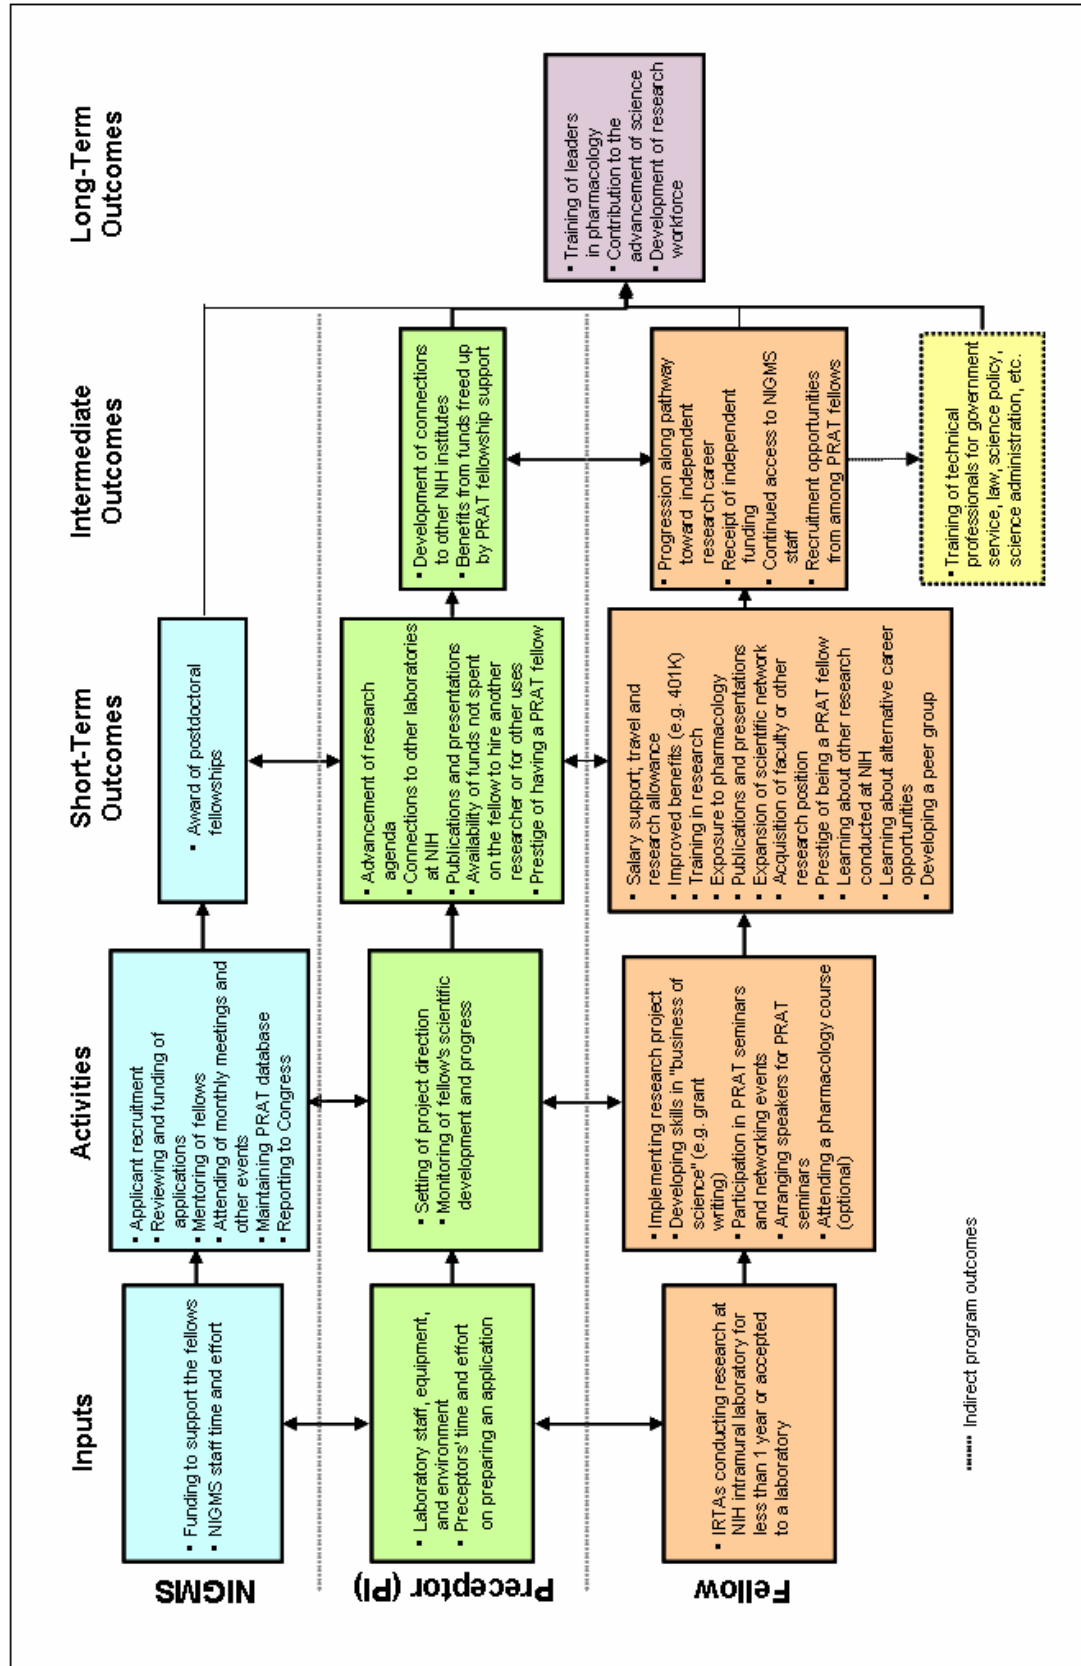 Inputs
Activities
Short-Term
Outcomes
Intermediate
Outcomes
Long-Term
Outcomes
NIGMS
▪ Funding to support the fellows
▪ NIGMS staff time and effort
▪ Applicant recruitment
▪ Reviewing and funding of
applications
▪ Mentoring of fellows
▪ Attending of monthly meetings and
other events
▪ Maintaining PRAT database
▪ Reporting to Congress
▪ Award of postdoctoral
fellowships
Preceptor (PI)
▪ Laboratory staff, equipment,
and environment
▪ Preceptors' time and effort
on preparing an application
▪ Setting of project direction
▪ Monitoring of fellow's scientific
development and progress
▪ Advancement of research
agenda
▪ Connections to other laboratories
at NIH
▪ Publications and presentations
▪ Availability of funds not spent
on the fellow to hire another
researcher or for other uses
▪ Prestige of having a PRAT fellow
▪ Development of connections
to other NIH institutes
▪ Benefits from funds freed up
by PRAT fellowship support
▪ Training of leaders
in pharmacology
▪ Contribution to the
advancement of science
▪ Development of research
workforce
Fellow
▪ IRTAs conducting research at
NIH intramural laboratory for
less than 1 year or accepted
to a laboratory
▪ Implementing research project
▪ Developing skills in "business of
science" (e.g. grant
writing)
▪ Participation in PRAT seminars
and networking events
▪ Arranging speakers for PRAT
seminars
▪ Attending a pharmacology course
(optional)
▪ Salary support; travel and
research allowance
▪ Improved benefits (e.g. 401K)
▪ Training in research
▪ Exposure to pharmacology
▪ Publications and presentations
▪ Expansion of scientific network
▪ Acquisition of faculty or other
research position
▪ Prestige of being a PRAT fellow
▪ Learning about other research
conducted at NIH
▪ Learning about alternative career
opportunities
▪ Developing a peer group
▪ Progression along pathway
toward independent
research career
▪ Receipt of independent
funding
▪ Continued access to NIGMS
staff
▪ Recruitment opportunities
from among PRAT fellows
▪ Training of technical
professionals for government
service, law, science policy,
science administration, etc.
Indirect program outcomes